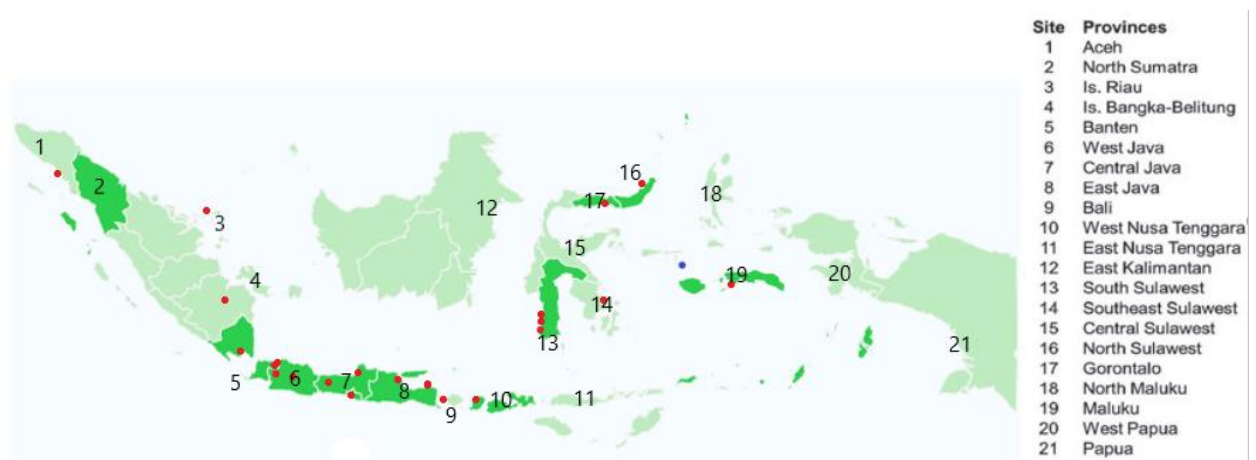 Site Provinces
1 Aceh
2 North Sumatra
3 Is. Riau
4 Is. Bangka-Belitung
5 Banten
6 West Java
7 Central Java
8 East Java
9 Bali
10 West Nusa Tenggara
11 East Nusa Tenggara
12 East Kalimantan
13 South Sulawest
14 Southeast Sulawest
15 Central Sulawest
16 North Sulawest
17 Gorontalo
18 North Maluku
19 Maluku
20 West Papua
21 Papua
1
2
3
4
5
6
7
8
9
10
11
12
13
14
15
16
17
18
19
20
21